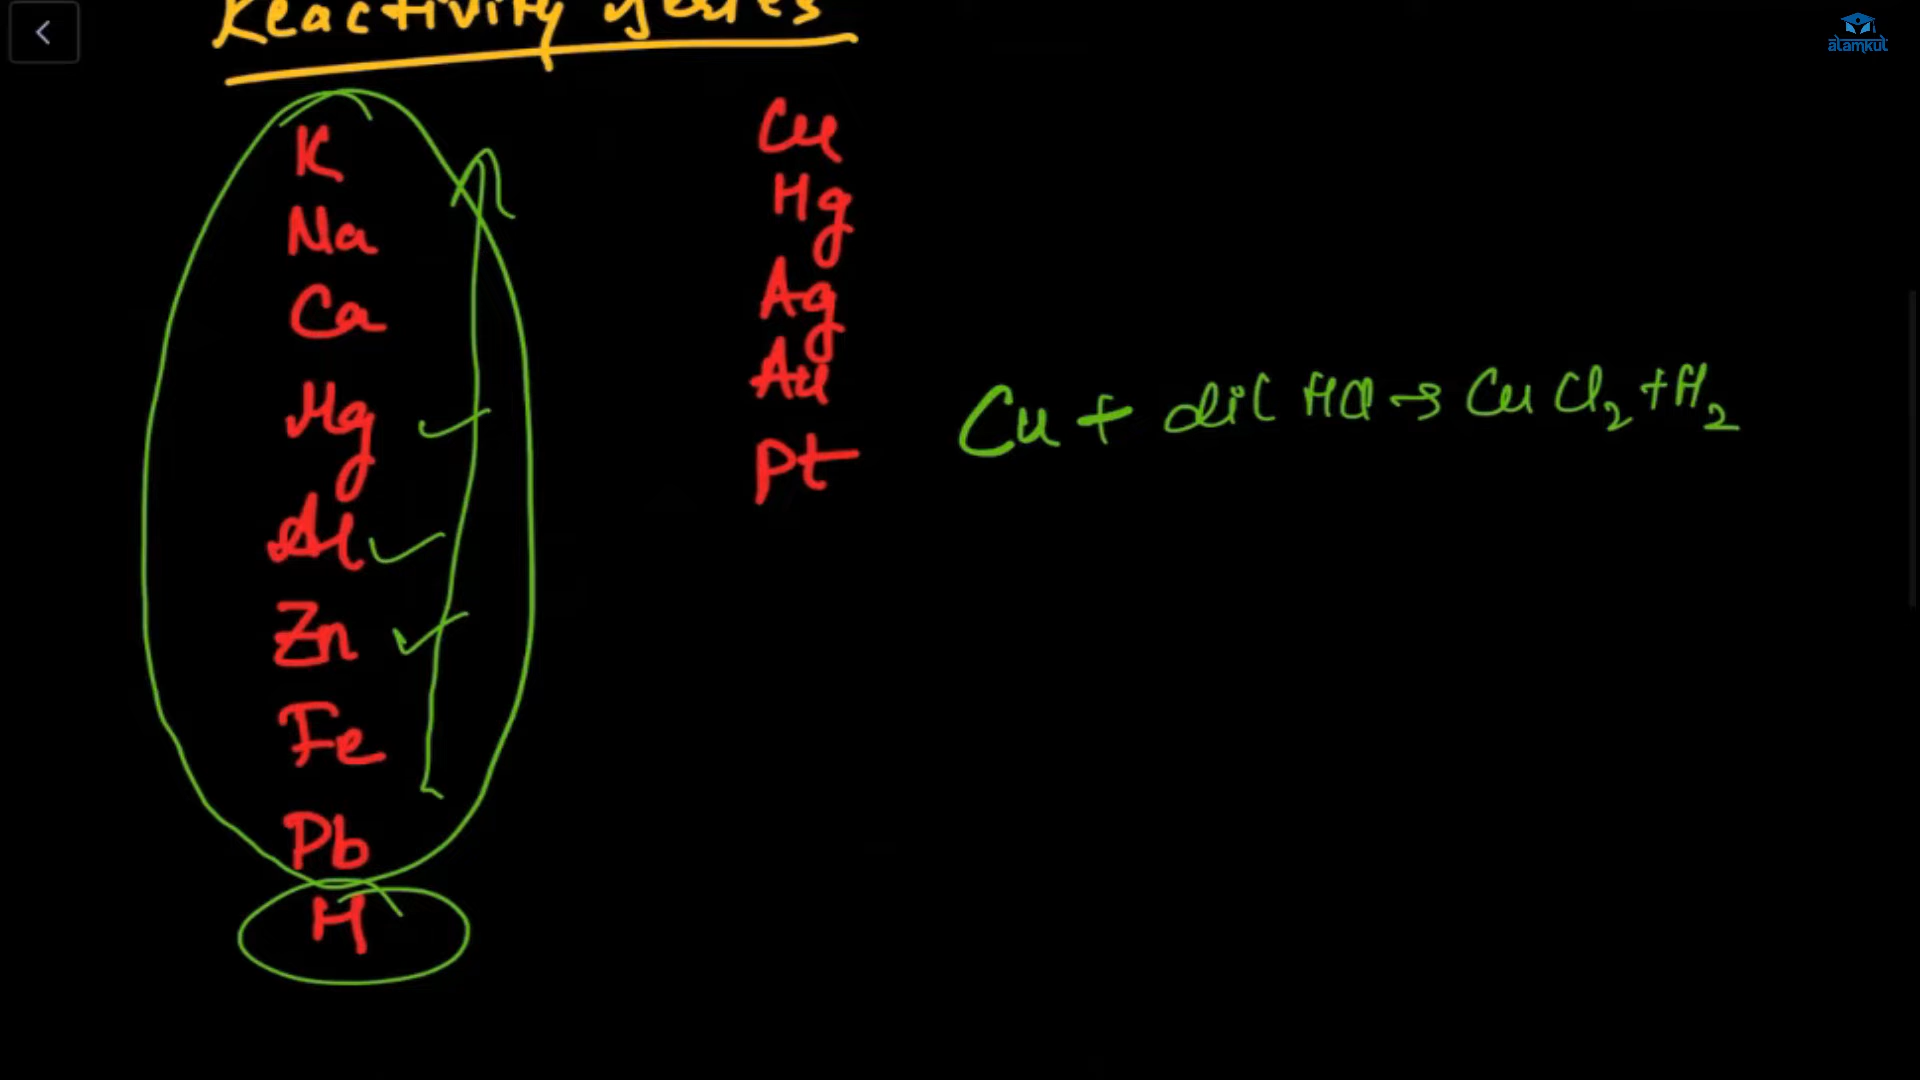 Reactivity Series
K
Na
Ca
Mg
Al
Zn
Fe
Pb
H
Cu
Hg
Ag
Au
Pt
Cu + dil HCl → CuCl₂ + H₂
alamkul